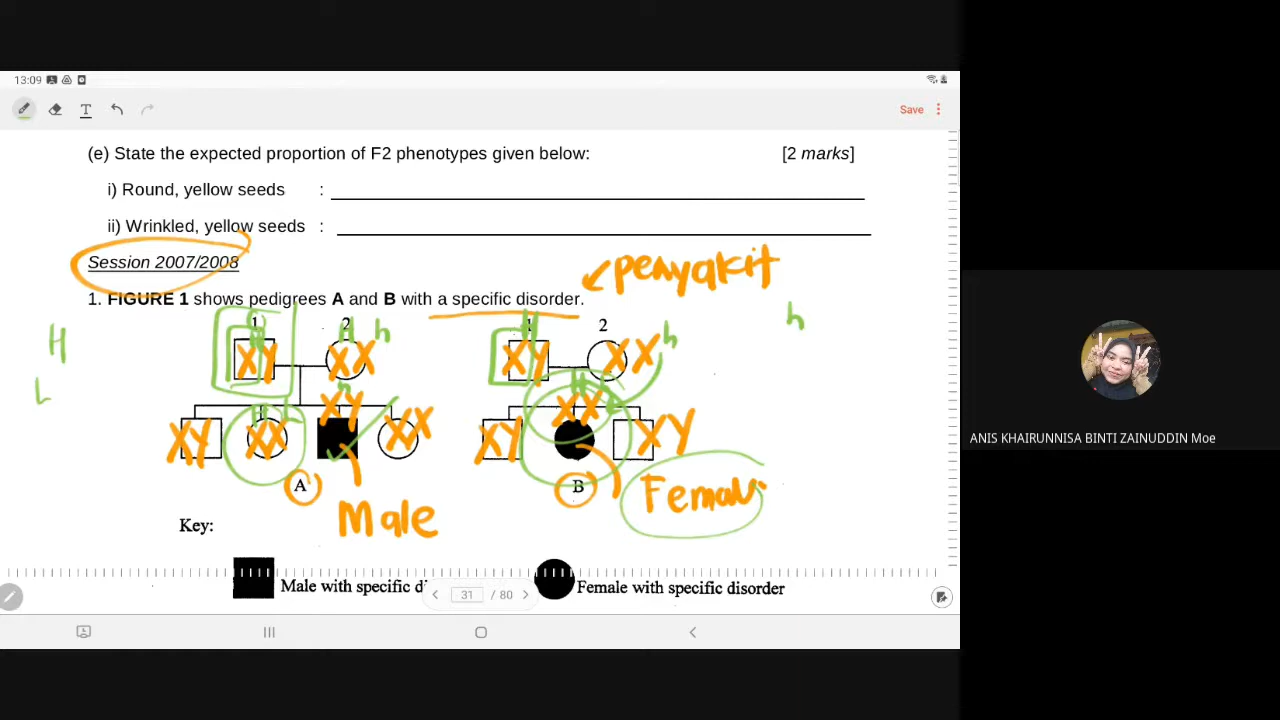 13:09
Save
(e) State the expected proportion of F2 phenotypes given below: [2 marks]
i) Round, yellow seeds :
ii) Wrinkled, yellow seeds :
Session 2007/2008
penyakit
1. FIGURE 1 shows pedigrees A and B with a specific disorder.
1 2 1 2
H H h H h h
H XY XX XY XX
XY
XX
XY XX XX XY XY
A B
Male Female
Key:
Male with specific di Female with specific disorder
31 / 80
ANIS KHAIRUNNISA BINTI ZAINUDDIN Moe